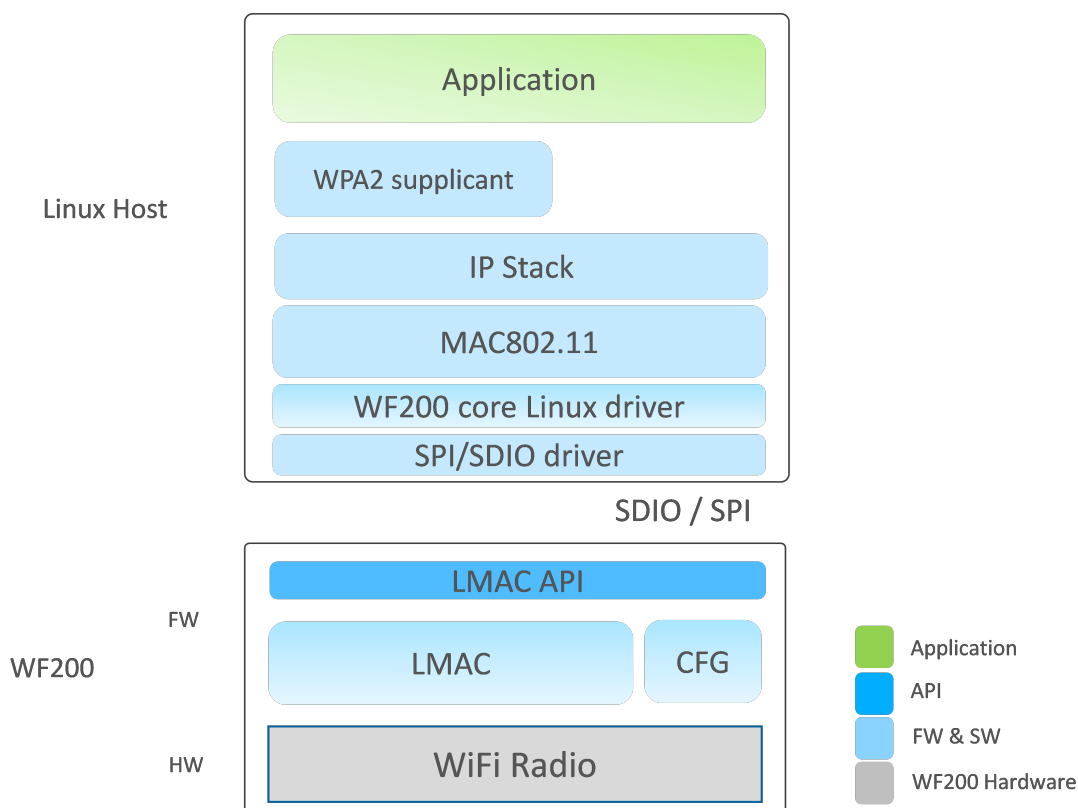 Application
WPA2 supplicant
Linux Host
IP Stack
MAC802.11
WF200 core Linux driver
SPI/SDIO driver
SDIO / SPI
LMAC API
FW
LMAC
CFG
WF200
WiFi Radio
HW
Application
API
FW & SW
WF200 Hardware